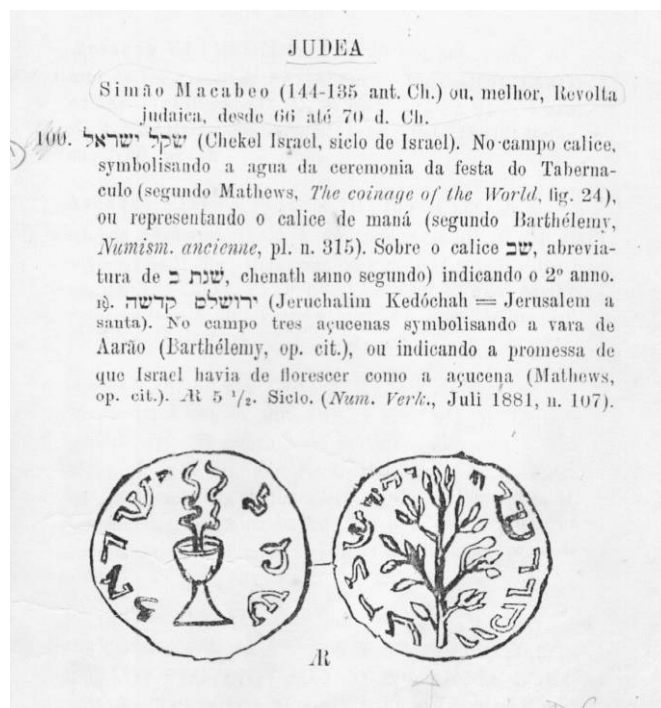 JUDEA
Simão Macabeo (144-135 ant. Ch.) ou, melhor, Revolta
judaica, desde 66 até 70 d. Ch.
100. שקל ישראל (Chekel Israel, siclo de Israel). No campo calice,
symbolisando a agua da ceremonia da festa do Taberna-
culo (segundo Mathews, The coinage of the World, fig. 24),
ou representando o calice de maná (segundo Barthélemy,
Numism. ancienne, pl. n. 315). Sobre o calice שב, abrevia-
tura de שנת ב, chenath anno segundo) indicando o 2º anno.
ירושלם קדשה (Jeruchalim Kedóchah = Jerusalem a
santa). No campo tres açucenas symbolisando a vara de
Aarão (Barthélemy, op. cit.), ou indicando a promessa de
que Israel havia de florescer como a açucena (Mathews,
op. cit.). AR 5 1/2. Siclo. (Num. Verk., Juli 1881, n. 107).
AR